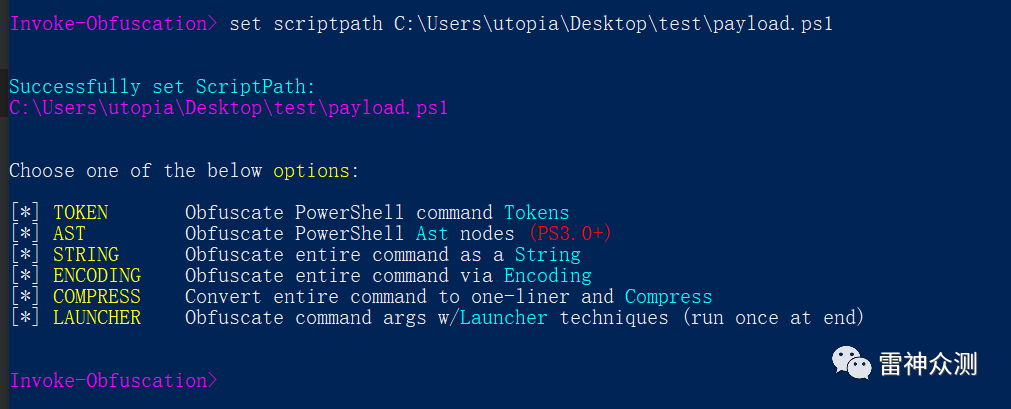 Invoke-Obfuscation> set scriptpath C:\Users\utopia\Desktop\test\payload.ps1
Successfully set ScriptPath:
C:\Users\utopia\Desktop\test\payload.ps1
Choose one of the below options:
[*] TOKEN Obfuscate PowerShell command Tokens
[*] AST Obfuscate PowerShell Ast nodes (PS3.0+)
[*] STRING Obfuscate entire command as a String
[*] ENCODING Obfuscate entire command via Encoding
[*] COMPRESS Convert entire command to one-liner and Compress
[*] LAUNCHER Obfuscate command args w/Launcher techniques (run once at end)
Invoke-Obfuscation>
雷神众测